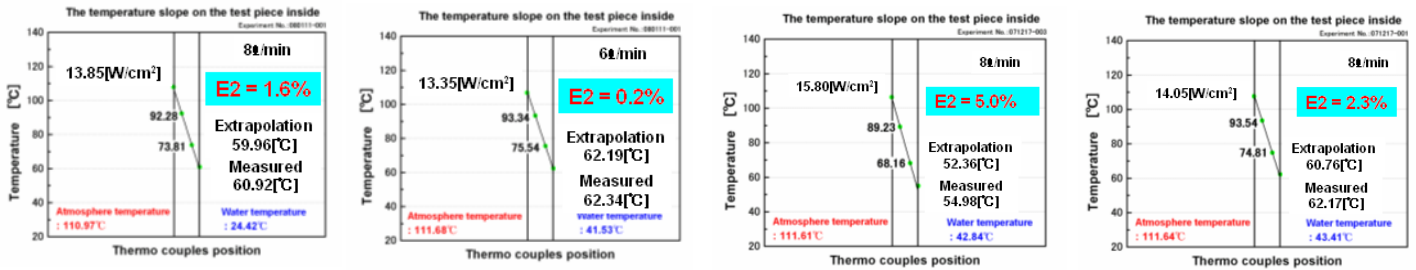 The temperature slope on the test piece inside
Experiment No.:080111-001
140
120
100
80
60
40
20
Temperature [℃]
8ℓ/min
13.85[W/cm²]
E2 = 1.6%
92.28
73.81
Extrapolation
59.96[℃]
Measured
60.92[℃]
Atmosphere temperature
: 110.97℃
Water temperature
: 24.42℃
Thermo couples position
The temperature slope on the test piece inside
Experiment No.:080111-001
140
120
100
80
60
40
20
Temperature [℃]
6ℓ/min
13.35[W/cm²]
E2 = 0.2%
93.34
75.54
Extrapolation
62.19[℃]
Measured
62.34[℃]
Atmosphere temperature
: 111.68℃
Water temperature
: 41.53℃
Thermo couples position
The temperature slope on the test piece inside
Experiment No.:071217-003
140
120
100
80
60
40
20
Temperature [℃]
8ℓ/min
15.80[W/cm²]
E2 = 5.0%
89.23
68.16
Extrapolation
52.36[℃]
Measured
54.98[℃]
Atmosphere temperature
: 111.61℃
Water temperature
: 42.84℃
Thermo couples position
The temperature slope on the test piece inside
Experiment No.:071217-001
140
120
100
80
60
40
20
Temperature [℃]
8ℓ/min
14.05[W/cm²]
E2 = 2.3%
93.54
74.81
Extrapolation
60.76[℃]
Measured
62.17[℃]
Atmosphere temperature
: 111.64℃
Water temperature
: 43.41℃
Thermo couples position